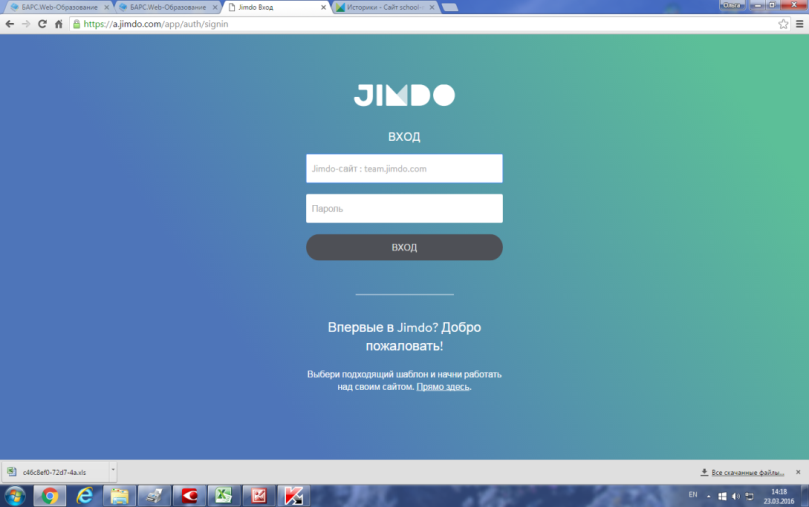 БАРС.Web-Образование
БАРС.Web-Образование
Jimdo Вход
Историки - Сайт school-
Ольга
https://a.jimdo.com/app/auth/signin
JIMDO
ВХОД
Jimdo-сайт : team.jimdo.com
Пароль
ВХОД
Впервые в Jimdo? Добро
пожаловать!
Выбери подходящий шаблон и начни работать
над своим сайтом. Прямо здесь.
c46c8ef0-72d7-4a.xls
Все скачанные файлы...
EN
14:18
23.03.2016